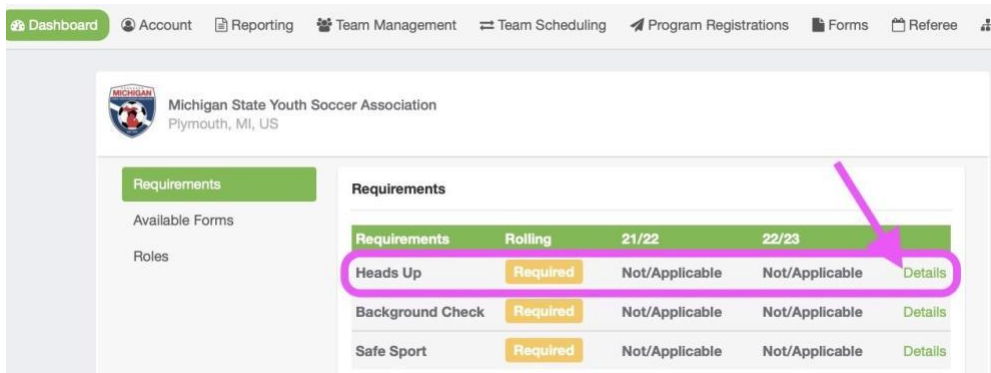 Dashboard Account Reporting Team Management Team Scheduling Program Registrations Forms Referee
MICHIGAN
Michigan State Youth Soccer Association
Plymouth, MI, US
Requirements
Available Forms
Roles
Requirements
Requirements Rolling 21/22 22/23
Heads Up Required Not/Applicable Not/Applicable Details
Background Check Required Not/Applicable Not/Applicable Details
Safe Sport Required Not/Applicable Not/Applicable Details